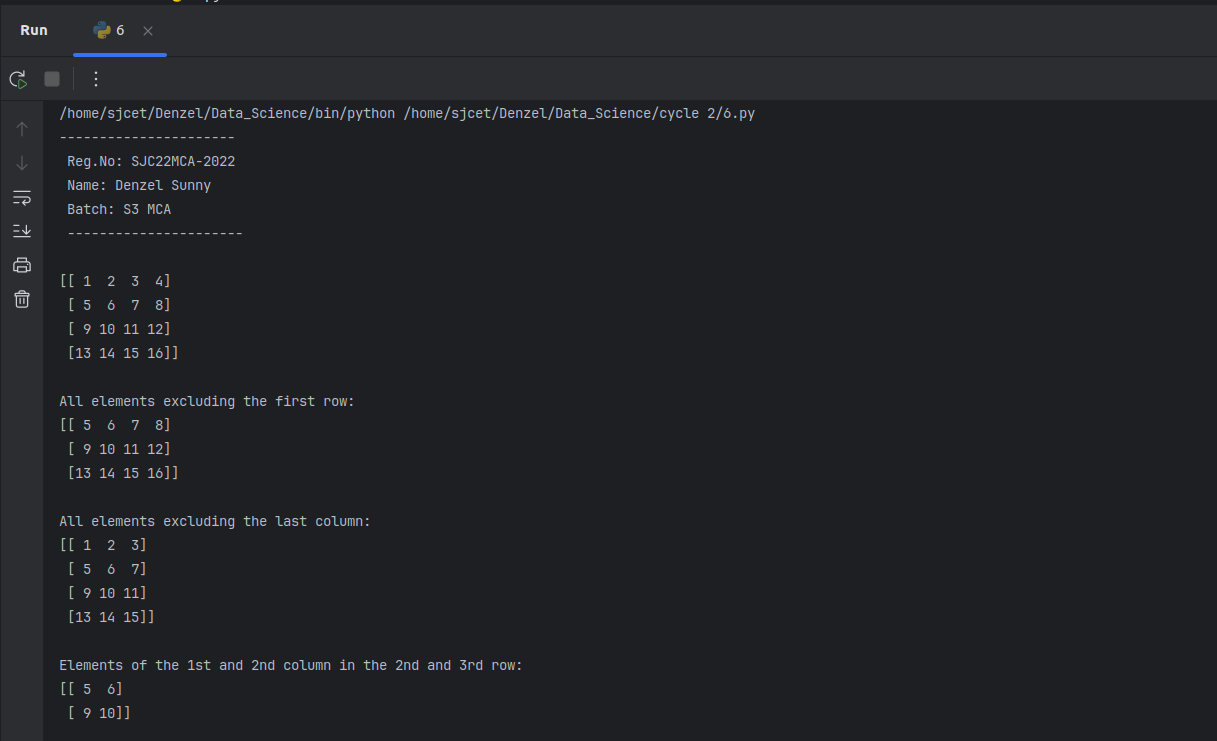 Run 6
/home/sjcet/Denzel/Data_Science/bin/python /home/sjcet/Denzel/Data_Science/cycle 2/6.py
----------------------
Reg.No: SJC22MCA-2022
Name: Denzel Sunny
Batch: S3 MCA
----------------------
[[ 1  2  3  4]
 [ 5  6  7  8]
 [ 9 10 11 12]
 [13 14 15 16]]
All elements excluding the first row:
[[ 5  6  7  8]
 [ 9 10 11 12]
 [13 14 15 16]]
All elements excluding the last column:
[[ 1  2  3]
 [ 5  6  7]
 [ 9 10 11]
 [13 14 15]]
Elements of the 1st and 2nd column in the 2nd and 3rd row:
[[ 5  6]
 [ 9 10]]